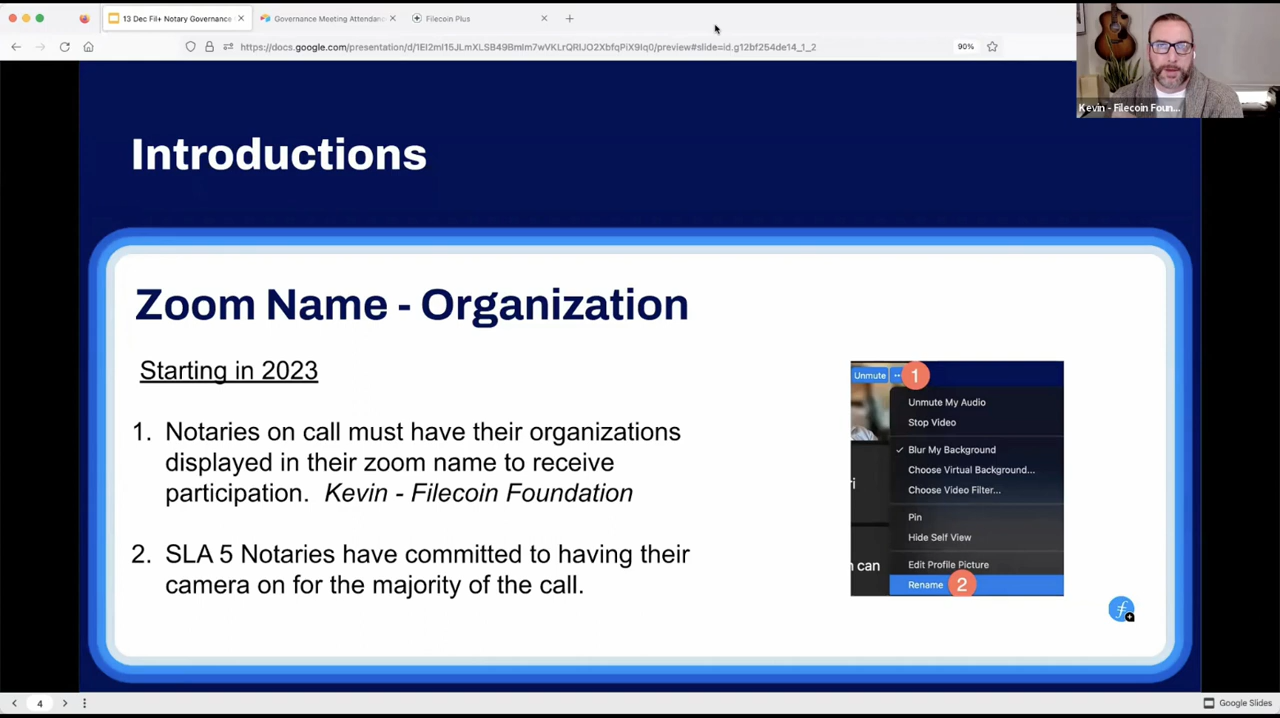 13 Dec Fil+ Notary Governance
Governance Meeting Attendanc
Filecoin Plus
90%
Kevin - Filecoin Foun...
Introductions
Zoom Name - Organization
Starting in 2023
1. Notaries on call must have their organizations
displayed in their zoom name to receive
participation. Kevin - Filecoin Foundation
2. SLA 5 Notaries have committed to having their
camera on for the majority of the call.
Unmute
1
Unmute My Audio
Stop Video
Blur My Background
Choose Virtual Background...
Choose Video Filter...
ri
Pin
Hide Self View
n can
Edit Profile Picture
Rename
2
4
Google Slides